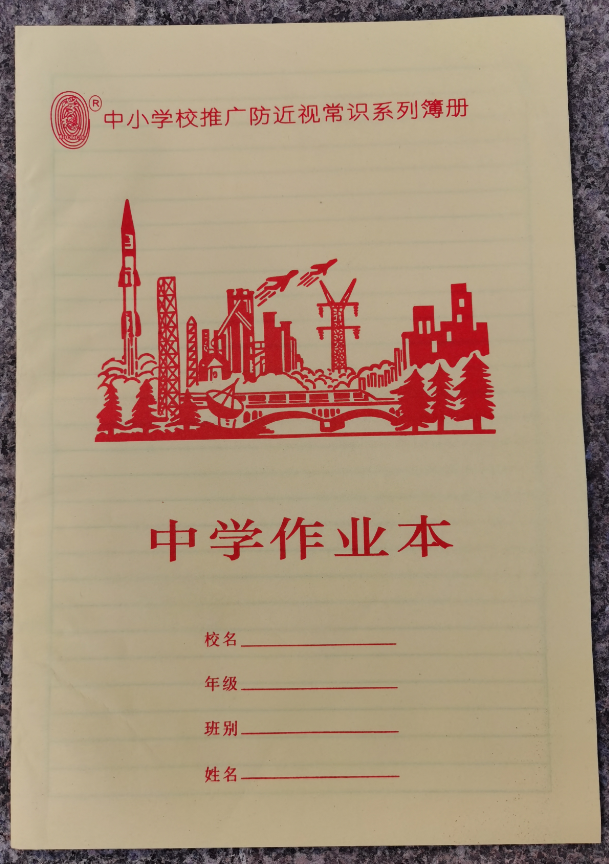 ®中小学校推广防近视常识系列簿册
中学作业本
校名
年级
班别
姓名